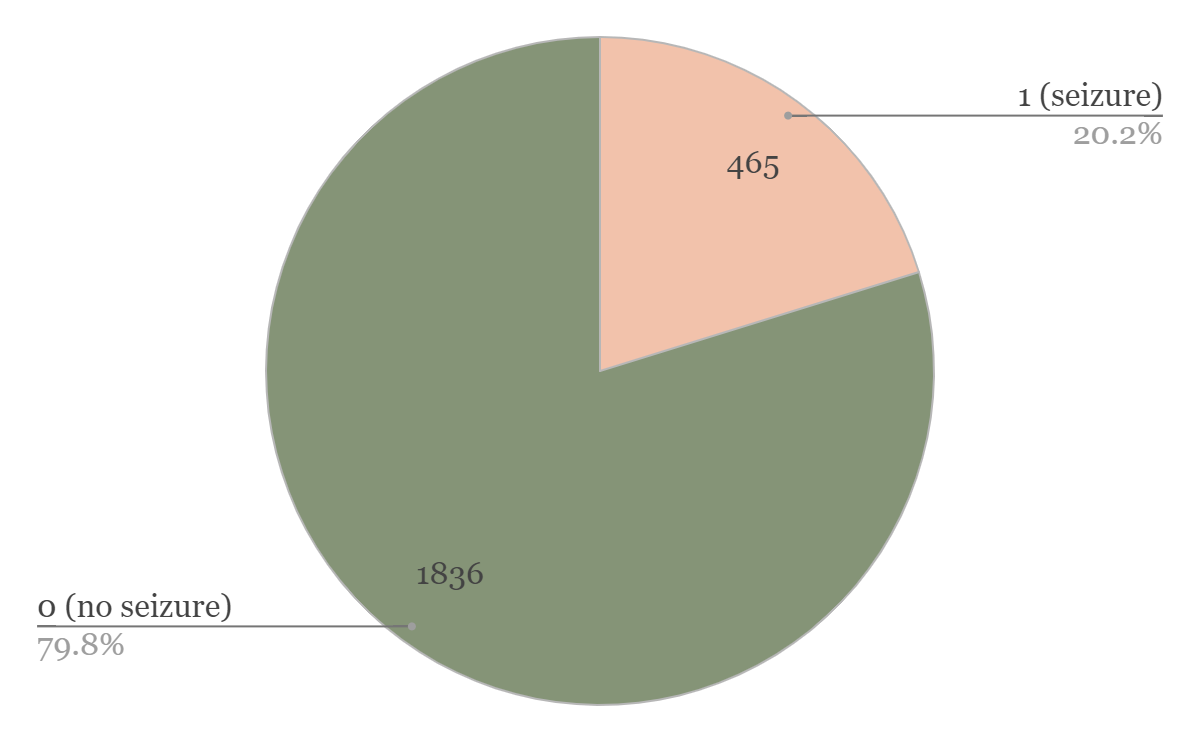 1 (seizure)
20.2%
465
1836
0 (no seizure)
79.8%